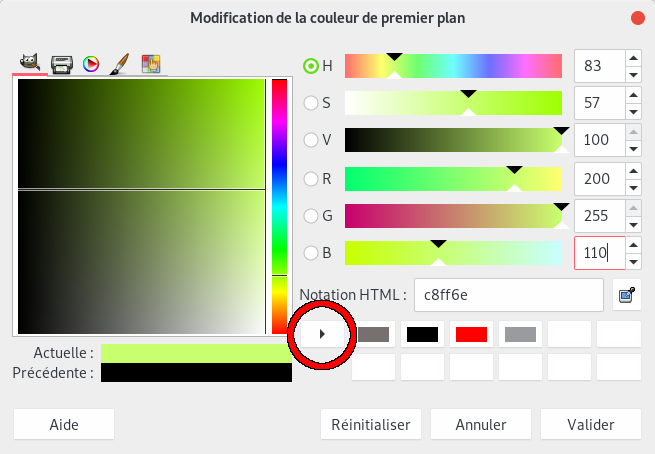 Modification de la couleur de premier plan
H 83
S 57
V 100
R 200
G 255
B 110
Notation HTML : c8ff6e
Actuelle :
Précédente :
Aide Réinitialiser Annuler Valider